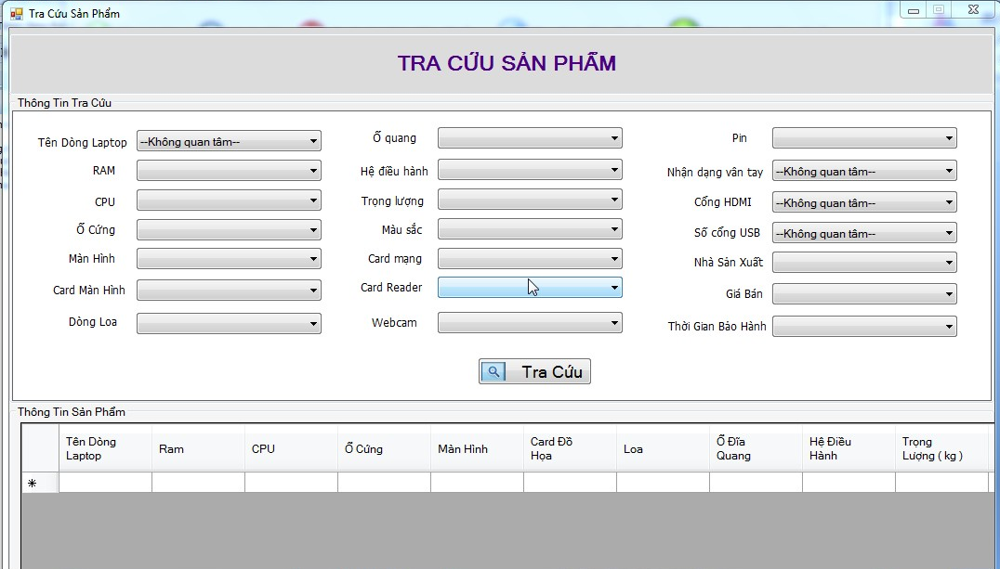 Tra Cứu Sản Phẩm
TRA CỨU SẢN PHẨM
Thông Tin Tra Cứu
Tên Dòng Laptop --Không quan tâm--
RAM
CPU
Ổ Cứng
Màn Hình
Card Màn Hình
Dòng Loa
Ổ quang
Hệ điều hành
Trọng lượng
Màu sắc
Card mạng
Card Reader
Webcam
Pin
Nhận dạng vân tay --Không quan tâm--
Cổng HDMI --Không quan tâm--
Số cổng USB --Không quan tâm--
Nhà Sản Xuất
Giá Bán
Thời Gian Bảo Hành
Tra Cứu
Thông Tin Sản Phẩm
Tên Dòng
Laptop
Ram
CPU
Ổ Cứng
Màn Hình
Card Đồ
Họa
Loa
Ổ Đĩa
Quang
Hệ Điều
Hành
Trọng
Lượng ( kg )